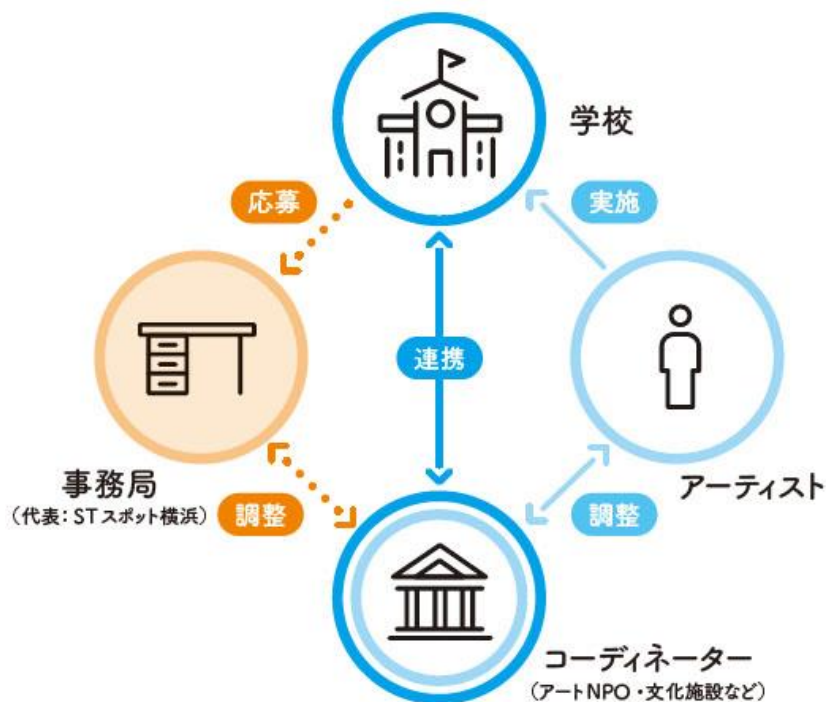 学校
応募
実施
連携
事務局
(代表:STスポット横浜)
調整
アーティスト
調整
コーディネーター
(アートNPO・文化施設など)